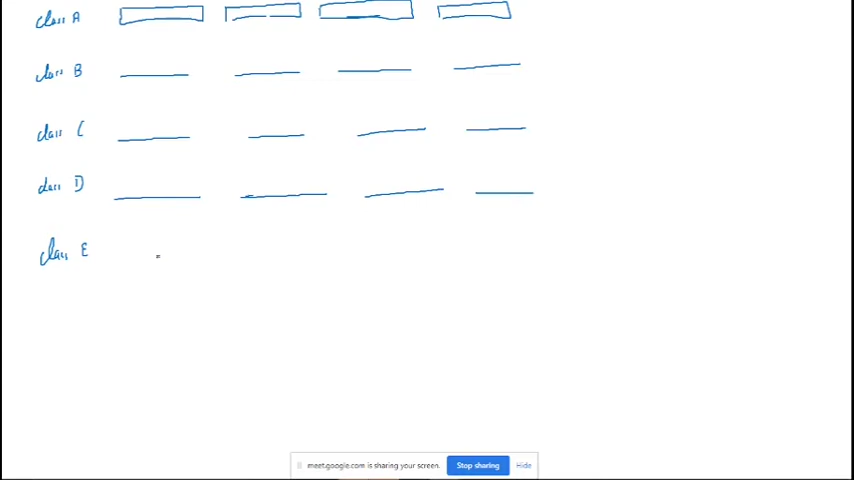 class A
class B
class C
class D
class E
meet.google.com is sharing your screen. Stop sharing Hide